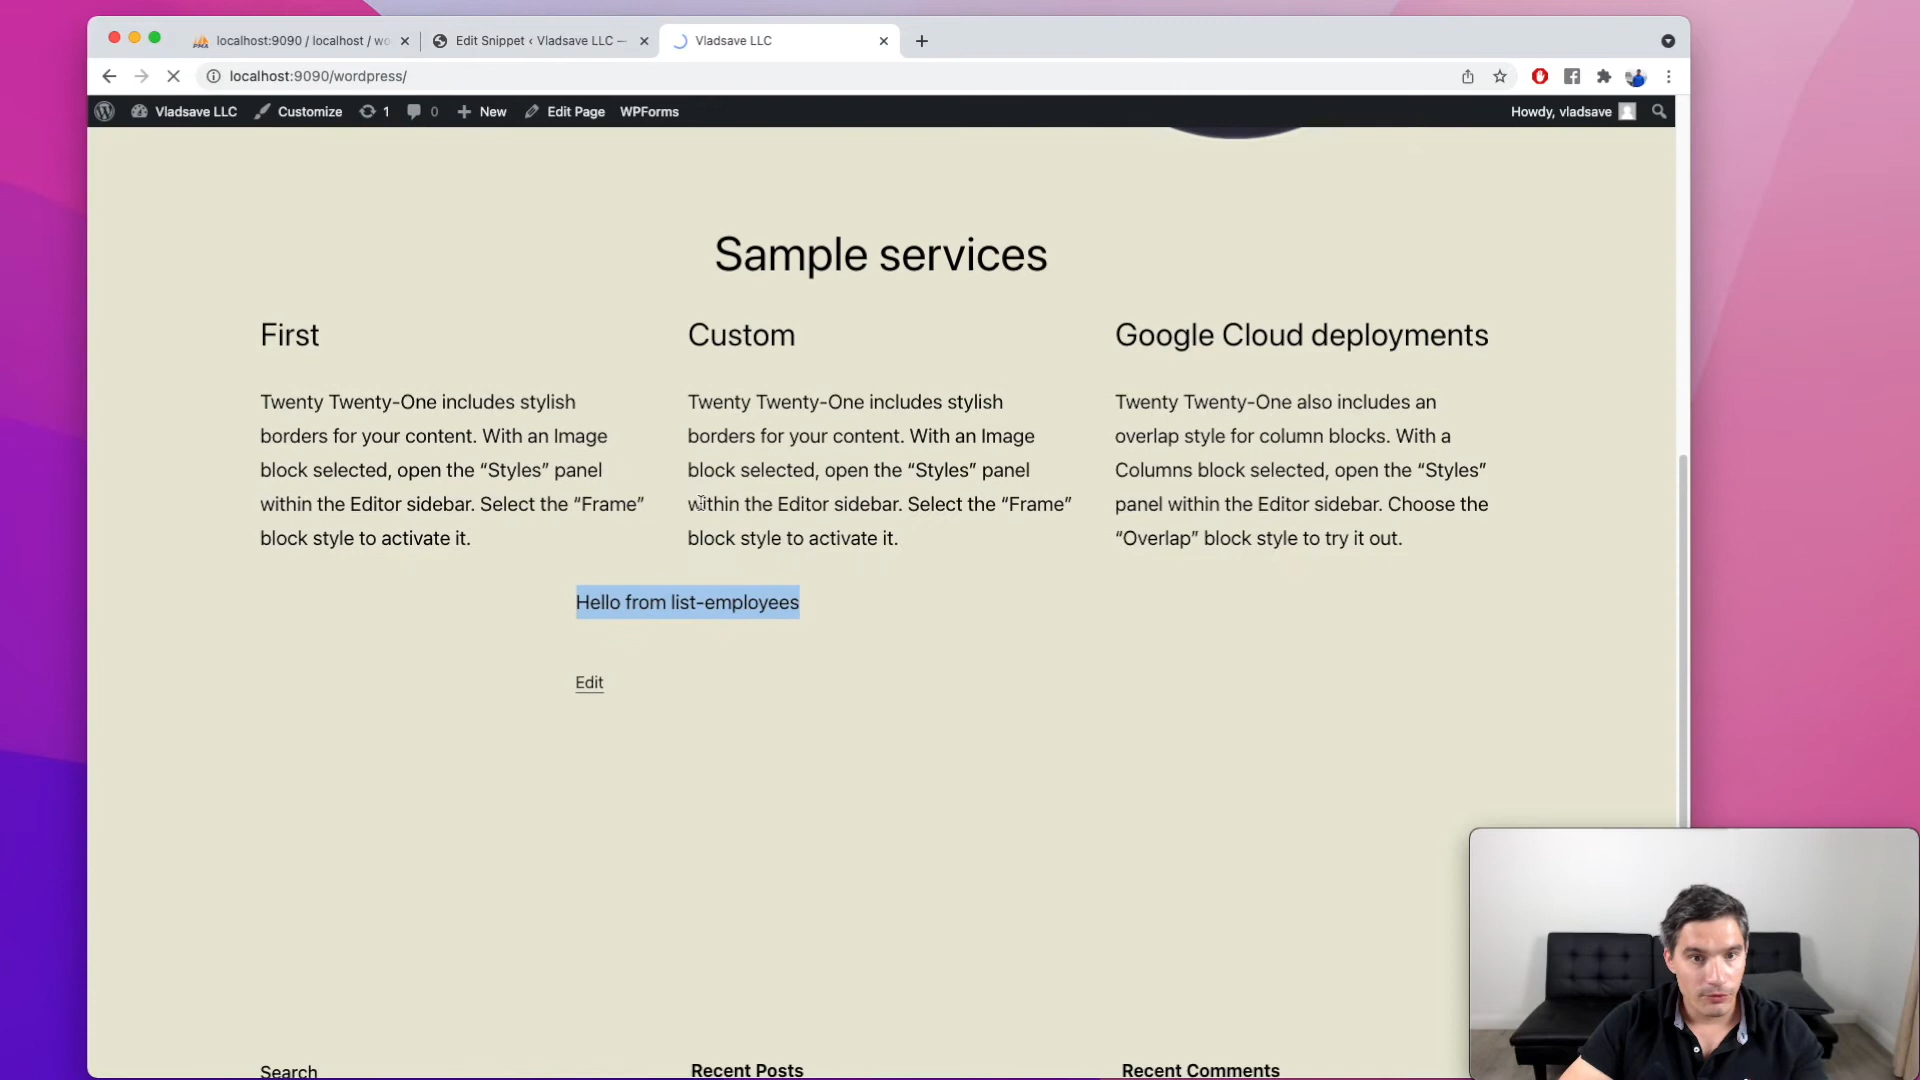 localhost:9090 / localhost / wo
Edit Snippet ‹ Vladsave LLC —
Vladsave LLC
localhost:9090/wordpress/
Vladsave LLC
Customize
1
0
New
Edit Page
WPForms
Howdy, vladsave
Sample services
First
Custom
Google Cloud deployments
Twenty Twenty-One includes stylish
borders for your content. With an Image
block selected, open the “Styles” panel
within the Editor sidebar. Select the “Frame”
block style to activate it.
Twenty Twenty-One includes stylish
borders for your content. With an Image
block selected, open the “Styles” panel
within the Editor sidebar. Select the “Frame”
block style to activate it.
Twenty Twenty-One also includes an
overlap style for column blocks. With a
Columns block selected, open the “Styles”
panel within the Editor sidebar. Choose the
“Overlap” block style to try it out.
Hello from list-employees
Edit
Search
Recent Posts
Recent Comments